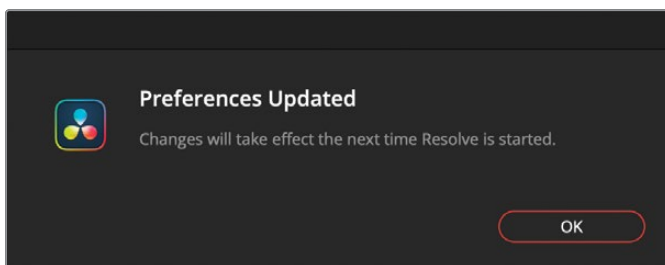 Preferences Updated
Changes will take effect the next time Resolve is started.
OK